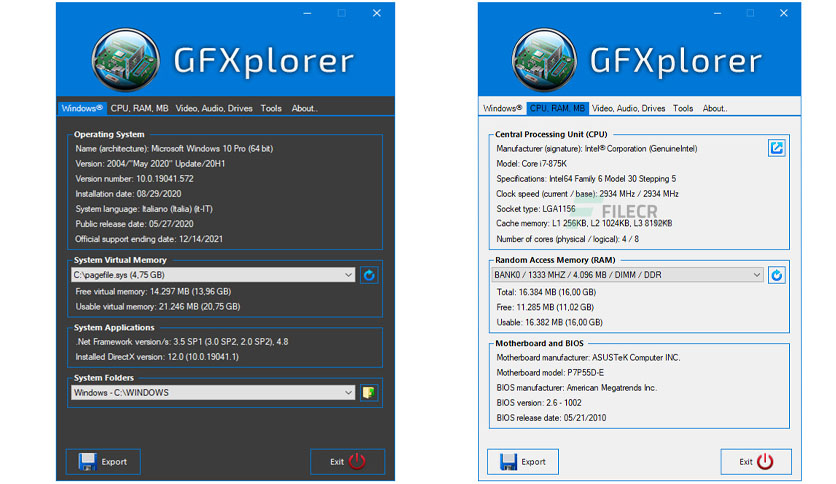 GFXplorer
Windows® CPU, RAM, MB Video, Audio, Drives Tools About..
Operating System
Name (architecture): Microsoft Windows 10 Pro (64 bit)
Version: 2004/"May 2020" Update/20H1
Version number: 10.0.19041.572
Installation date: 08/29/2020
System language: Italiano (Italia) (it-IT)
Public release date: 05/27/2020
Official support ending date: 12/14/2021
System Virtual Memory
C:\pagefile.sys (4,75 GB)
Free virtual memory: 14.297 MB (13,96 GB)
Usable virtual memory: 21.246 MB (20,75 GB)
System Applications
.Net Framework version/s: 3.5 SP1 (3.0 SP2, 2.0 SP2), 4.8
Installed DirectX version: 12.0 (10.0.19041.1)
System Folders
Windows - C:\WINDOWS
Export Exit
GFXplorer
Windows® CPU, RAM, MB Video, Audio, Drives Tools About..
Central Processing Unit (CPU)
Manufacturer (signature): Intel® Corporation (GenuineIntel)
Model: Core i7-875K
Specifications: Intel64 Family 6 Model 30 Stepping 5
Clock speed (current / base): 2934 MHz / 2934 MHz
Socket type: LGA1156
FILECR
Cache memory: L1 256KB, L2 1024KB, L3 8192KB
Number of cores (physical / logical): 4 / 8
Random Access Memory (RAM)
BANK0 / 1333 MHZ / 4.096 MB / DIMM / DDR
Total: 16.384 MB (16,00 GB)
Free: 11.285 MB (11,02 GB)
Usable: 16.382 MB (16,00 GB)
Motherboard and BIOS
Motherboard manufacturer: ASUSTeK Computer INC.
Motherboard model: P7P55D-E
BIOS manufacturer: American Megatrends Inc.
BIOS version: 2.6 - 1002
BIOS release date: 05/21/2010
Export Exit